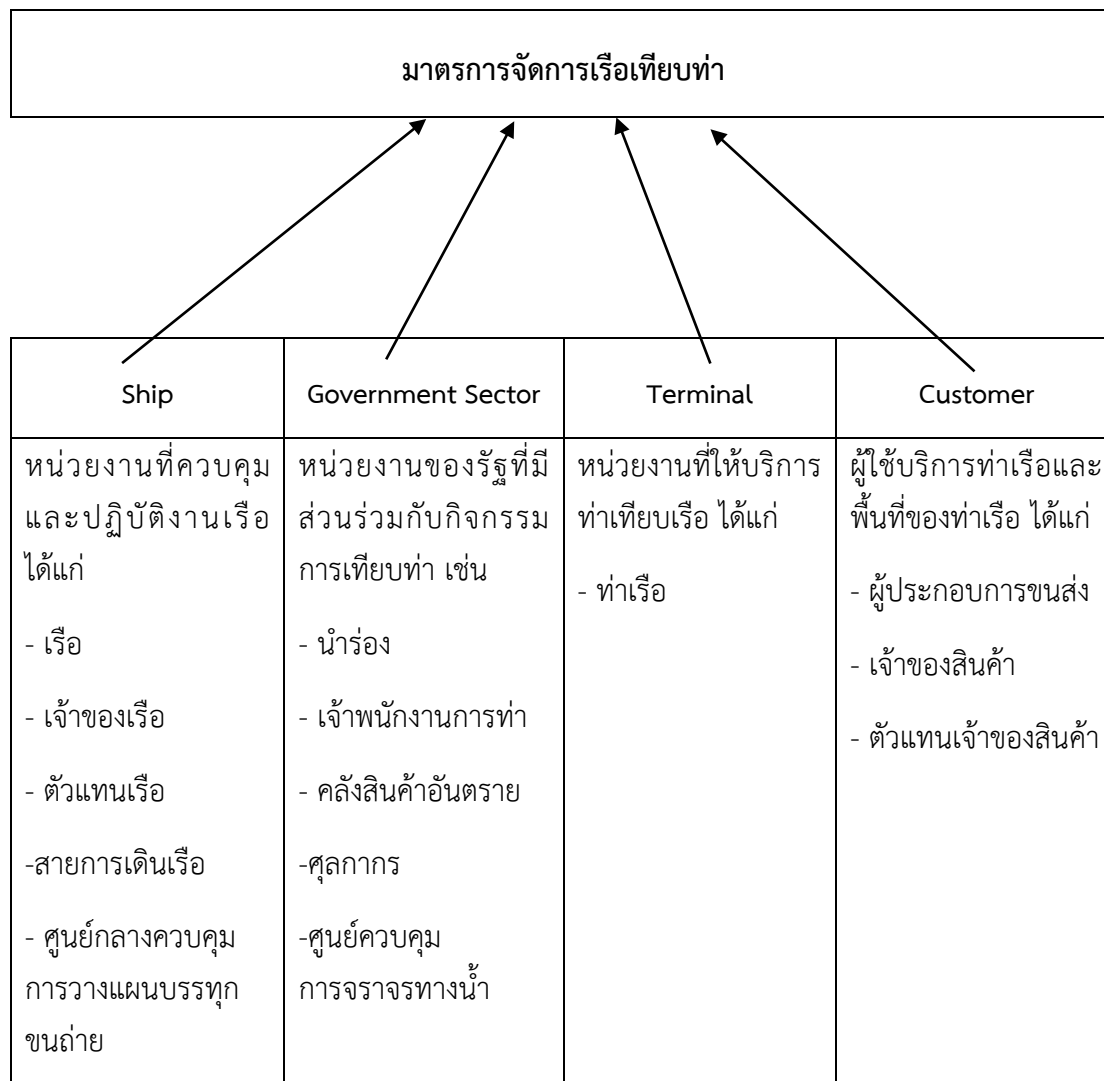 มาตรการจัดการเรือเทียบท่า
Ship
หน่วยงานที่ควบคุม
และปฏิบัติงานเรือ
ได้แก่
- เรือ
- เจ้าของเรือ
- ตัวแทนเรือ
-สายการเดินเรือ
- ศูนย์กลางควบคุม
การวางแผนบรรทุก
ขนถ่าย
Government Sector
หน่วยงานของรัฐที่มี
ส่วนร่วมกับกิจกรรม
การเทียบท่า เช่น
- นำร่อง
- เจ้าพนักงานการท่า
- คลังสินค้าอันตราย
-ศุลกากร
-ศูนย์ควบคุม
การจราจรทางน้ำ
Terminal
หน่วยงานที่ให้บริการ
ท่าเทียบเรือ ได้แก่
- ท่าเรือ
Customer
ผู้ใช้บริการท่าเรือและ
พื้นที่ของท่าเรือ ได้แก่
- ผู้ประกอบการขนส่ง
- เจ้าของสินค้า
- ตัวแทนเจ้าของสินค้า